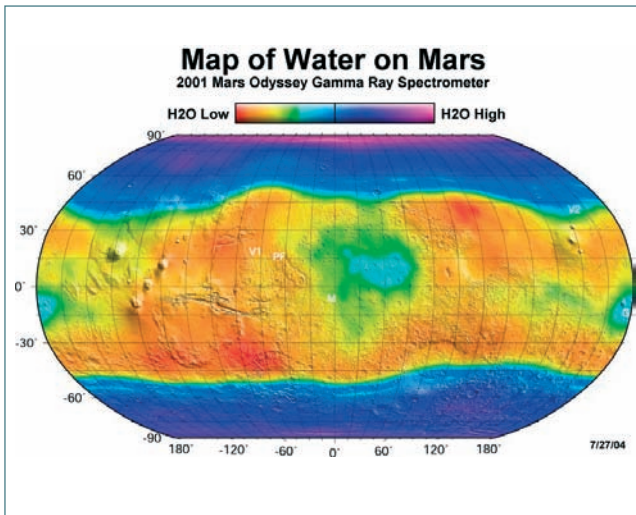 Map of Water on Mars
2001 Mars Odyssey Gamma Ray Spectrometer
H2O Low H2O High
90°
60°
30°
V2
V1 PF
0°
M G
-30°
-60°
-90
180° -120° -60° 0° 60° 120° 180°
7/27/04